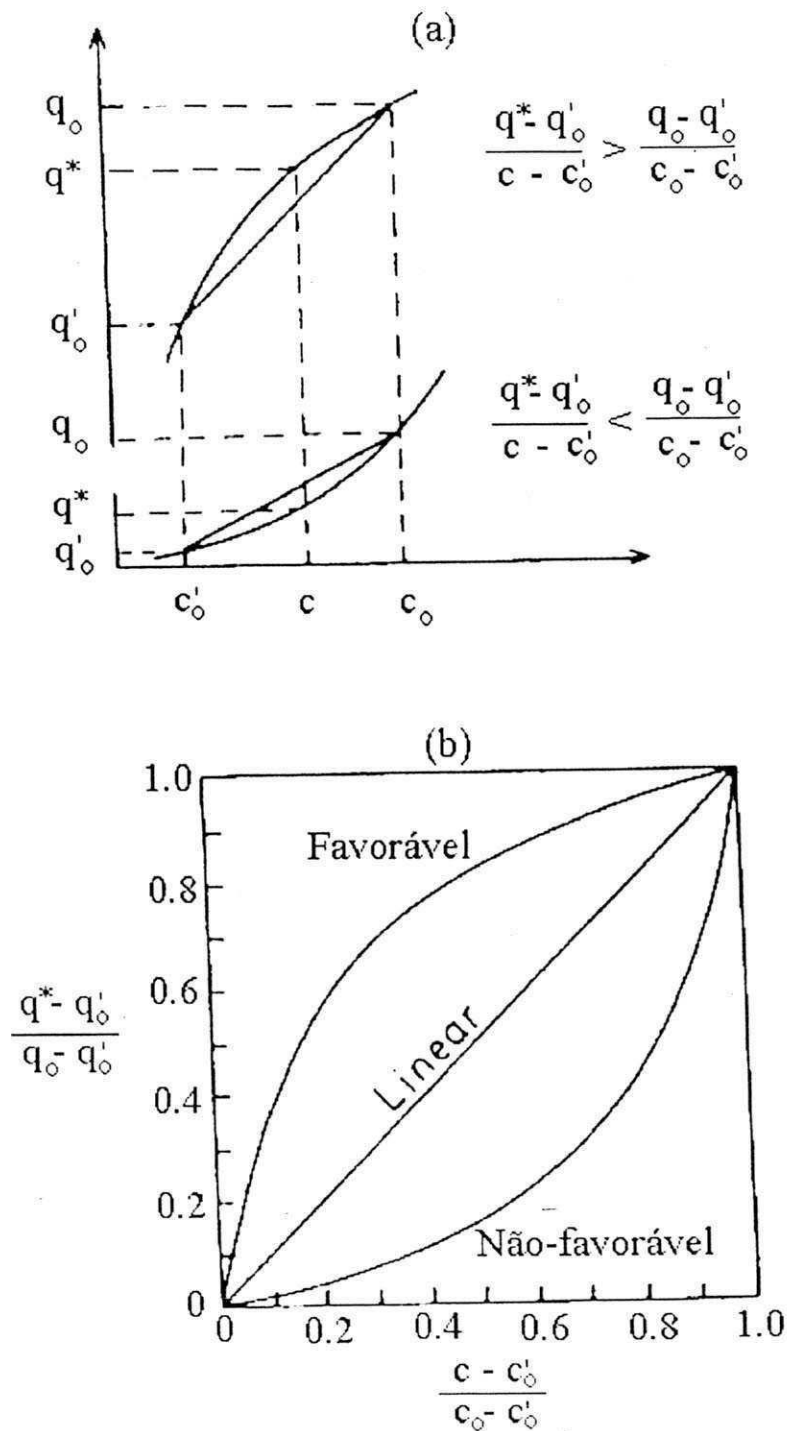 (a)
q₀
q*
q'₀
q₀
q*
q'₀
c'₀
c
c₀
q* - q'₀ / c - c'₀ > q₀ - q'₀ / c₀ - c'₀
q* - q'₀ / c - c'₀ < q₀ - q'₀ / c₀ - c'₀
(b)
1.0
0.8
0.6
0.4
0.2
0
q* - q'₀ / q₀ - q'₀
Favorável
Linear
Não-favorável
0 0.2 0.4 0.6 0.8 1.0
c - c'₀ / c₀ - c'₀